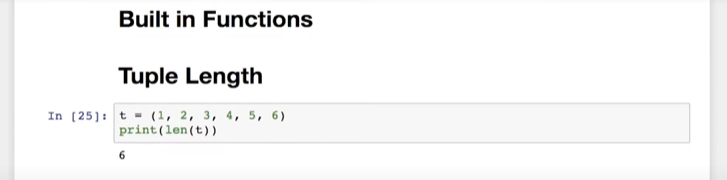 Built in Functions
Tuple Length
In [25]: t = (1, 2, 3, 4, 5, 6)
print(len(t))
6